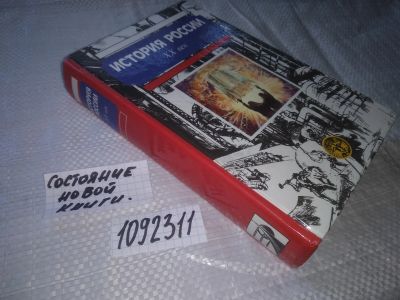 ИСТОРИЯ РОССИИ
XX век
СОСТОЯНИЕ
НОВОЙ
КНИГИ.
1092311